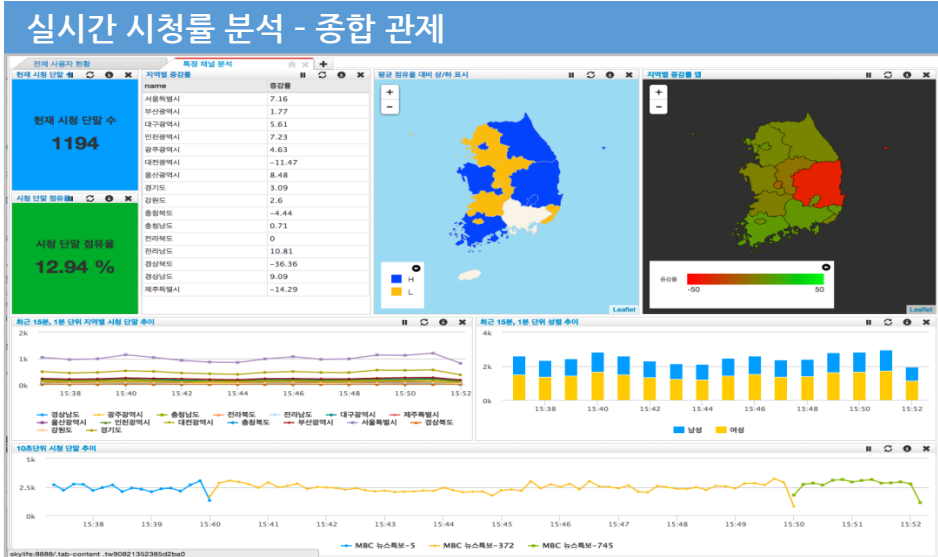 실시간 시청률 분석 - 종합 관제
전체 사용자 현황
특정 채널 분석
현재 시청 단말 수
현재 시청 단말 수
1194
시청 단말 점유율
시청 단말 점유율
12.94 %
지역별 증감률
name 증감률
서울특별시 7.16
부산광역시 1.77
대구광역시 5.61
인천광역시 7.23
광주광역시 4.63
대전광역시 -11.47
울산광역시 8.48
경기도 3.09
강원도 2.6
충청북도 -4.44
충청남도 0.71
전라북도 0
전라남도 10.81
경상북도 -36.36
경상남도 9.09
제주특별시 -14.29
평균 점유율 대비 상/하 표시
+
-
H
L
Leaflet
지역별 증감률 맵
+
-
증감률
-50 50
Leaflet
최근 15분, 1분 단위 지역별 시청 단말 추이
2k
1k
0k
15:38 15:40 15:42 15:44 15:46 15:48 15:50 15:52
경상남도 광주광역시 충청남도 전라북도 전라남도 대구광역시 제주특별시
울산광역시 인천광역시 대전광역시 충청북도 부산광역시 서울특별시 경상북도
강원도 경기도
최근 15분, 1분 단위 성별 추이
4k
2k
0k
15:38 15:40 15:42 15:44 15:46 15:48 15:50 15:52
남성 여성
10초단위 시청 단말 추이
5k
2.5k
0k
15:38 15:39 15:40 15:41 15:42 15:43 15:44 15:45 15:46 15:47 15:48 15:49 15:50 15:51 15:52
MBC 뉴스특보-5 MBC 뉴스특보-372 MBC 뉴스특보-745
skylife:8888/.tab-content .tw90821352385d2ba0